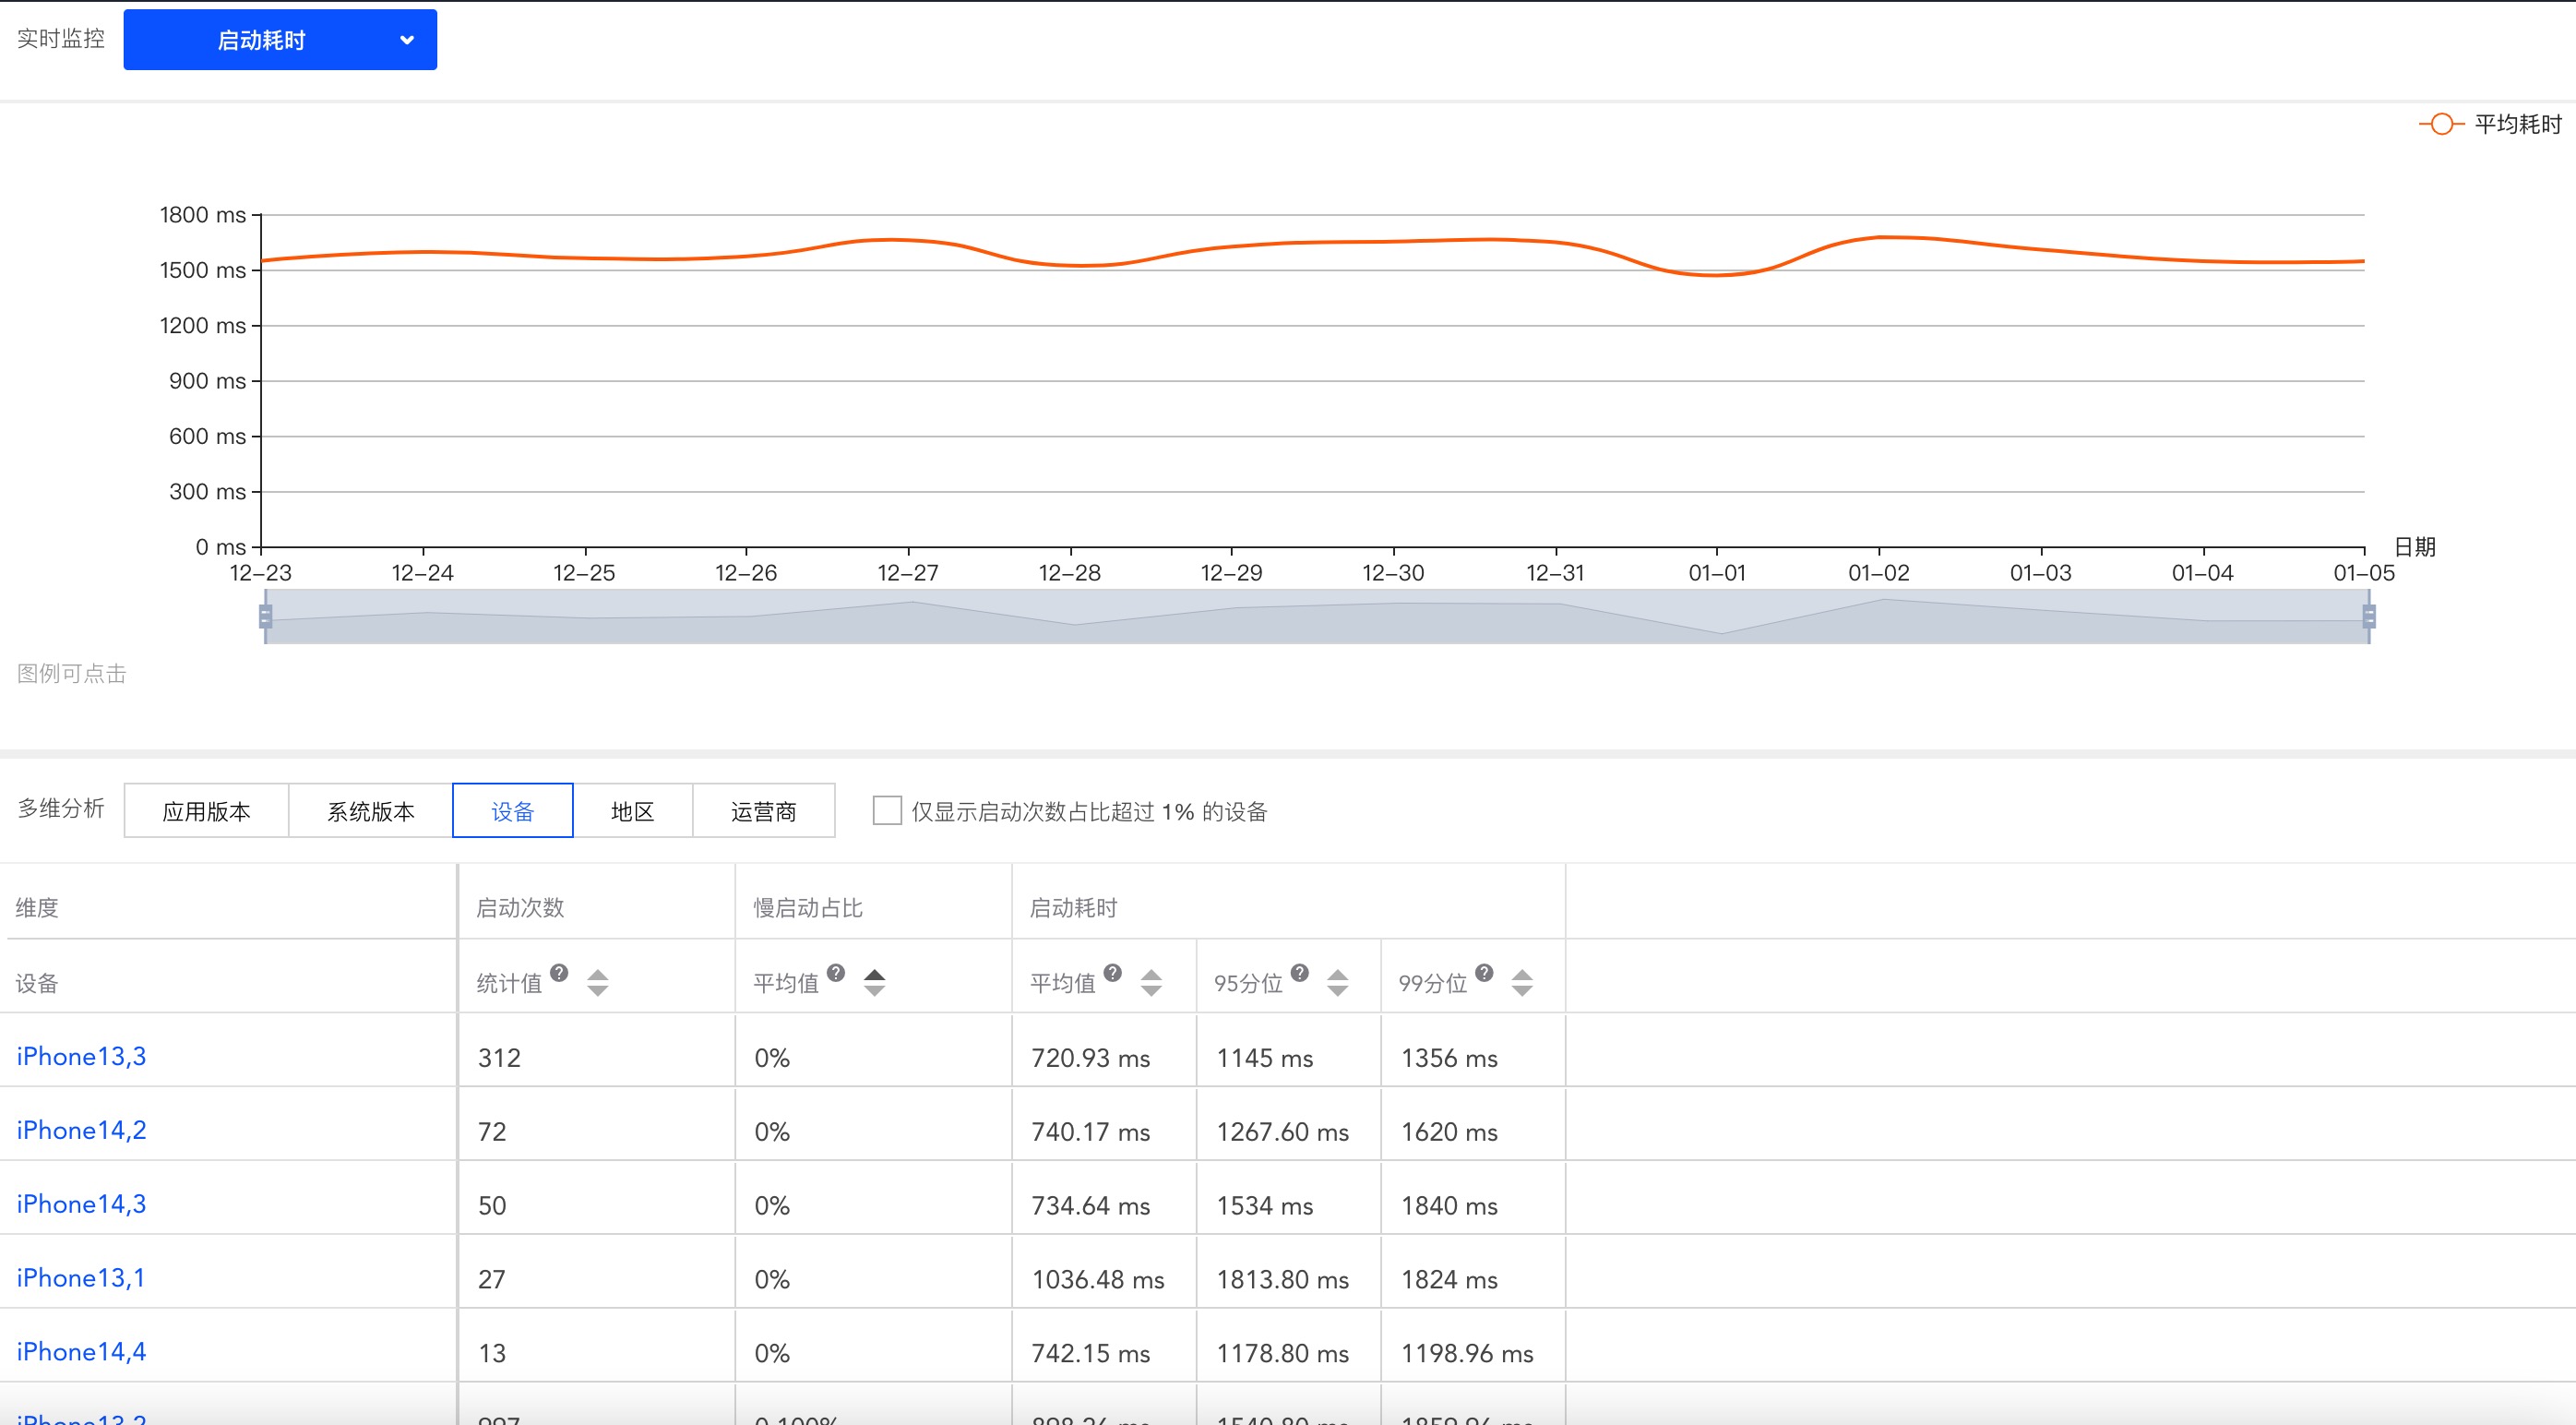 实时监控 启动耗时
平均耗时
1800 ms
1500 ms
1200 ms
900 ms
600 ms
300 ms
0 ms
日期
12-23 12-24 12-25 12-26 12-27 12-28 12-29 12-30 12-31 01-01 01-02 01-03 01-04 01-05
图例可点击
多维分析 应用版本 系统版本 设备 地区 运营商 仅显示启动次数占比超过 1% 的设备
维度 启动次数 慢启动占比 启动耗时
设备 统计值 ? 平均值 ? 平均值 ? 95分位 ? 99分位 ?
iPhone13,3 312 0% 720.93 ms 1145 ms 1356 ms
iPhone14,2 72 0% 740.17 ms 1267.60 ms 1620 ms
iPhone14,3 50 0% 734.64 ms 1534 ms 1840 ms
iPhone13,1 27 0% 1036.48 ms 1813.80 ms 1824 ms
iPhone14,4 13 0% 742.15 ms 1178.80 ms 1198.96 ms